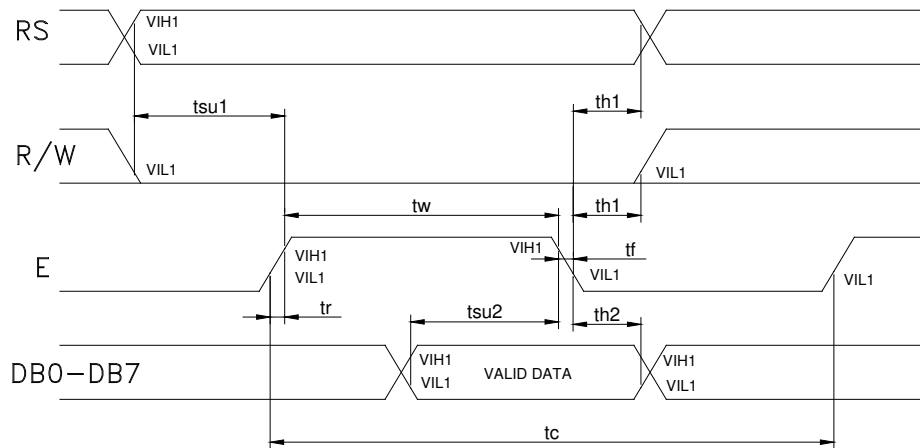 RS
VIH1
VIL1
tsu1
th1
R/W
VIL1
VIL1
tw
th1
E
VIH1
VIL1
VIH1
tf
VIL1
VIL1
tr
tsu2
th2
DB0-DB7
VIH1
VIL1
VALID DATA
VIH1
VIL1
tc